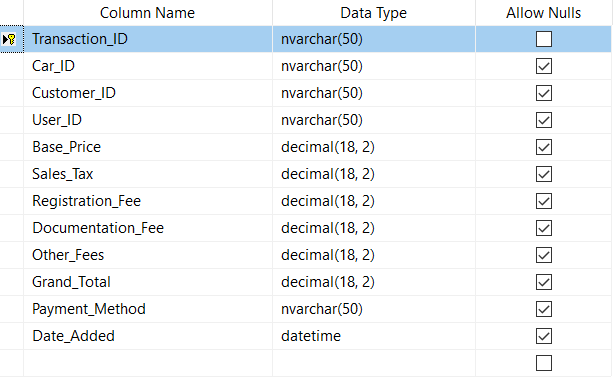 Column Name Data Type Allow Nulls
Transaction_ID nvarchar(50)
Car_ID nvarchar(50)
Customer_ID nvarchar(50)
User_ID nvarchar(50)
Base_Price decimal(18, 2)
Sales_Tax decimal(18, 2)
Registration_Fee decimal(18, 2)
Documentation_Fee decimal(18, 2)
Other_Fees decimal(18, 2)
Grand_Total decimal(18, 2)
Payment_Method nvarchar(50)
Date_Added datetime